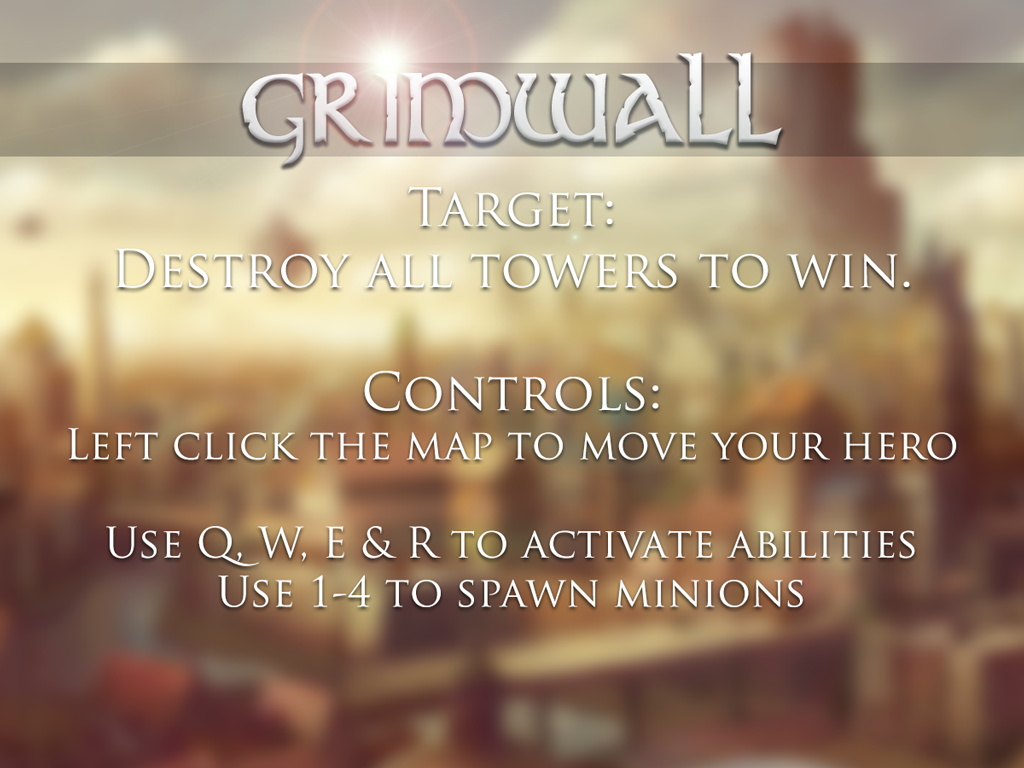 GRIMWALL
TARGET:
DESTROY ALL TOWERS TO WIN.
CONTROLS:
LEFT CLICK THE MAP TO MOVE YOUR HERO
USE Q, W, E & R TO ACTIVATE ABILITIES
USE 1-4 TO SPAWN MINIONS